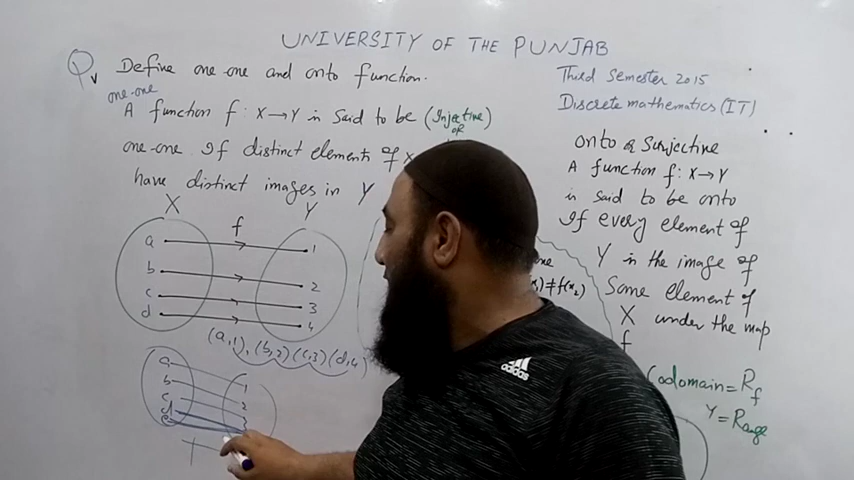 UNIVERSITY OF THE PUNJAB
Q Define one-one and onto function.
Third Semester 2015
Discrete mathematics (IT)
one-one
A function f: X→Y is said to be (Injective
or
one-one If distinct elements of X
have distinct images in Y
X f Y
a 1
b 2
c 3
d 4
(a,1), (b,2) (c,3) (d,4)
a 1
b 2
c
d
e
onto or Surjective
A function f: X→Y
is said to be onto
If every element of
Y is the image of
Some element of
X under the map
f
)≠f(x₂)
Codomain = Rf
Y = Range
adidas